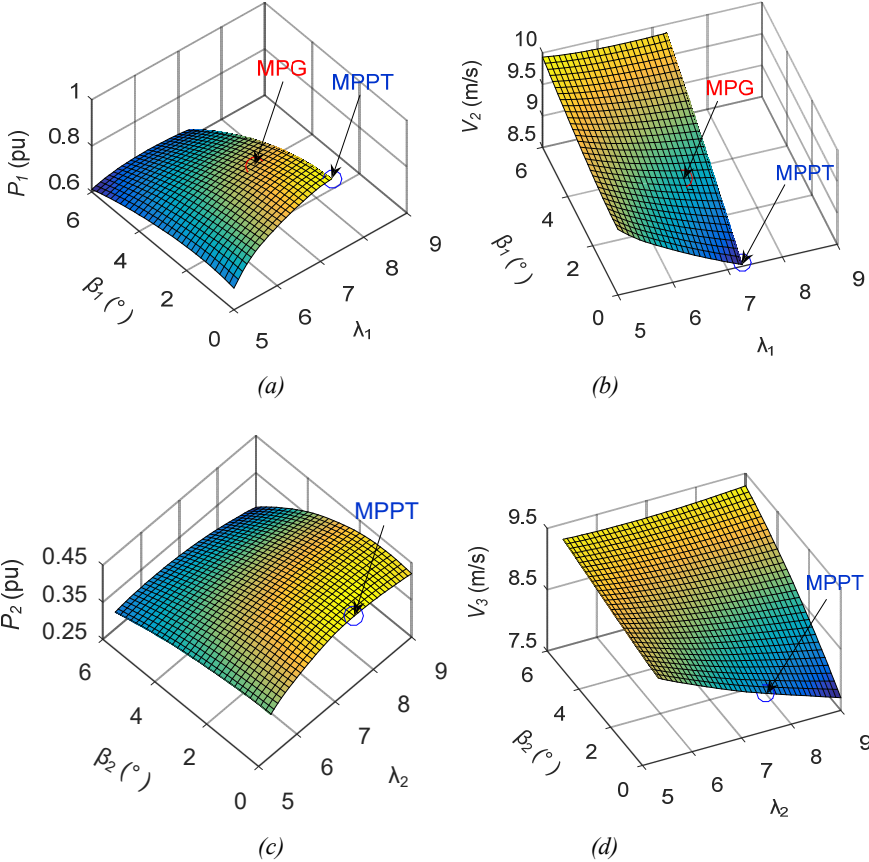 MPG
MPPT
1
0.8
0.6
P₁ (pu)
6
4
2
0
β₁ (°)
5
6
7
8
9
λ₁
(a)
MPG
MPPT
10
9.5
9
8.5
V₂ (m/s)
6
4
2
0
β₁ (°)
5
6
7
8
9
λ₁
(b)
MPPT
0.45
0.35
0.25
P₂ (pu)
6
4
2
0
β₂ (°)
5
6
7
8
9
λ₂
(c)
MPPT
9.5
8.5
7.5
V₃ (m/s)
6
4
2
0
β₂ (°)
5
6
7
8
9
λ₂
(d)